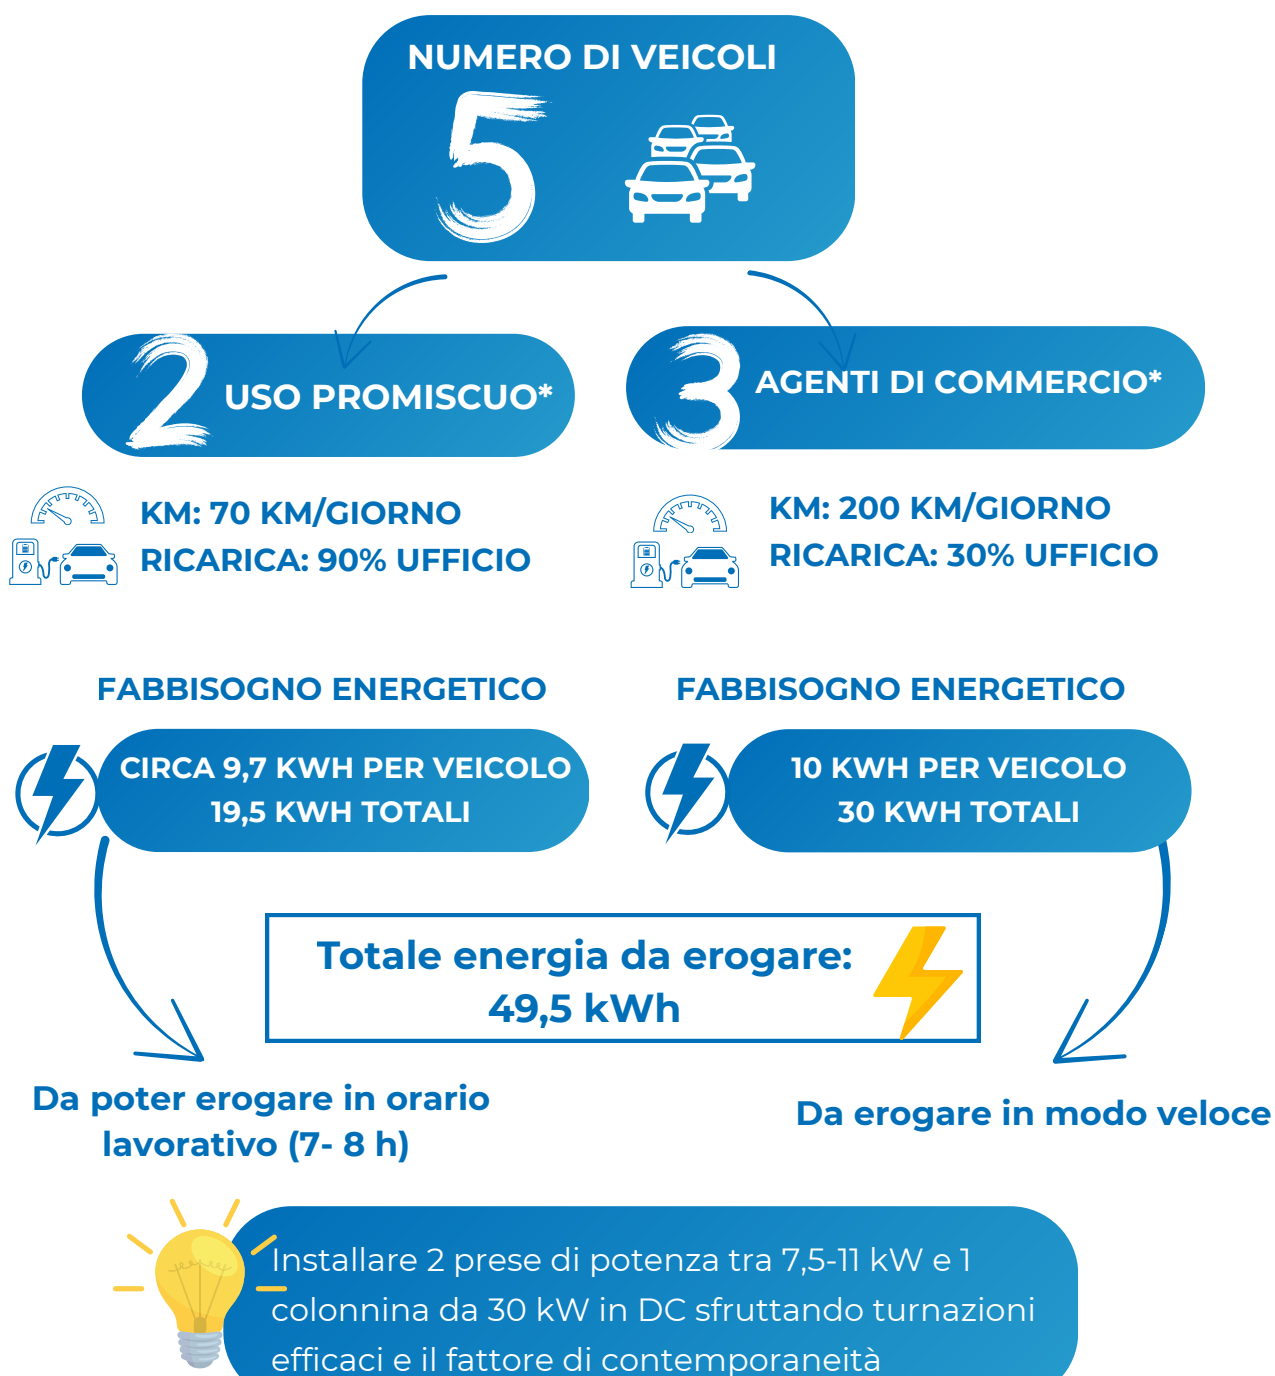 NUMERO DI VEICOLI
5
2
USO PROMISCUO*
3
AGENTI DI COMMERCIO*
KM: 70 KM/GIORNO
RICARICA: 90% UFFICIO
KM: 200 KM/GIORNO
RICARICA: 30% UFFICIO
FABBISOGNO ENERGETICO
CIRCA 9,7 KWH PER VEICOLO
19,5 KWH TOTALI
FABBISOGNO ENERGETICO
10 KWH PER VEICOLO
30 KWH TOTALI
Totale energia da erogare:
49,5 kWh
Da poter erogare in orario
lavorativo (7- 8 h)
Da erogare in modo veloce
Installare 2 prese di potenza tra 7,5-11 kW e 1
colonnina da 30 kW in DC sfruttando turnazioni
efficaci e il fattore di contemporaneità